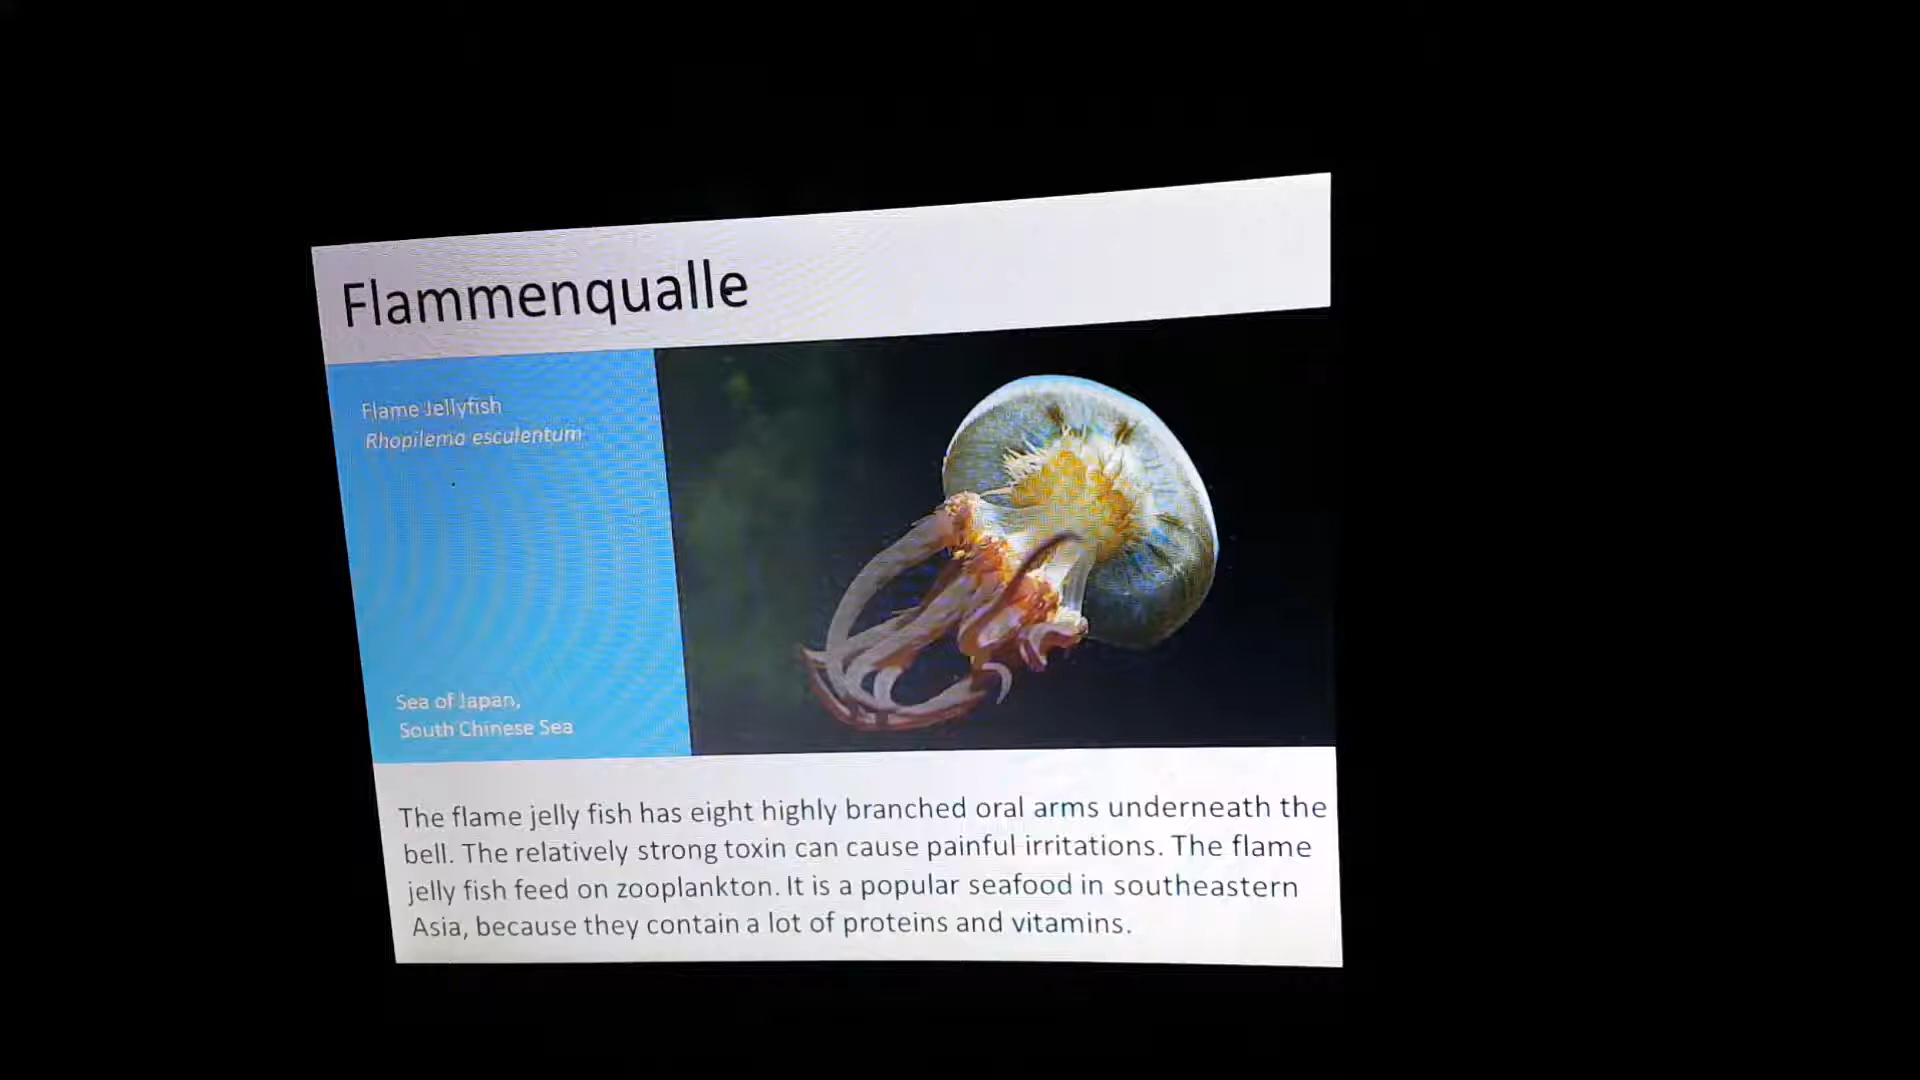 Flammenqualle
Flame Jellyfish
Rhopilema esculentum
Sea of Japan,
South Chinese Sea
The flame jelly fish has eight highly branched oral arms underneath the
bell. The relatively strong toxin can cause painful irritations. The flame
jelly fish feed on zooplankton. It is a popular seafood in southeastern
Asia, because they contain a lot of proteins and vitamins.